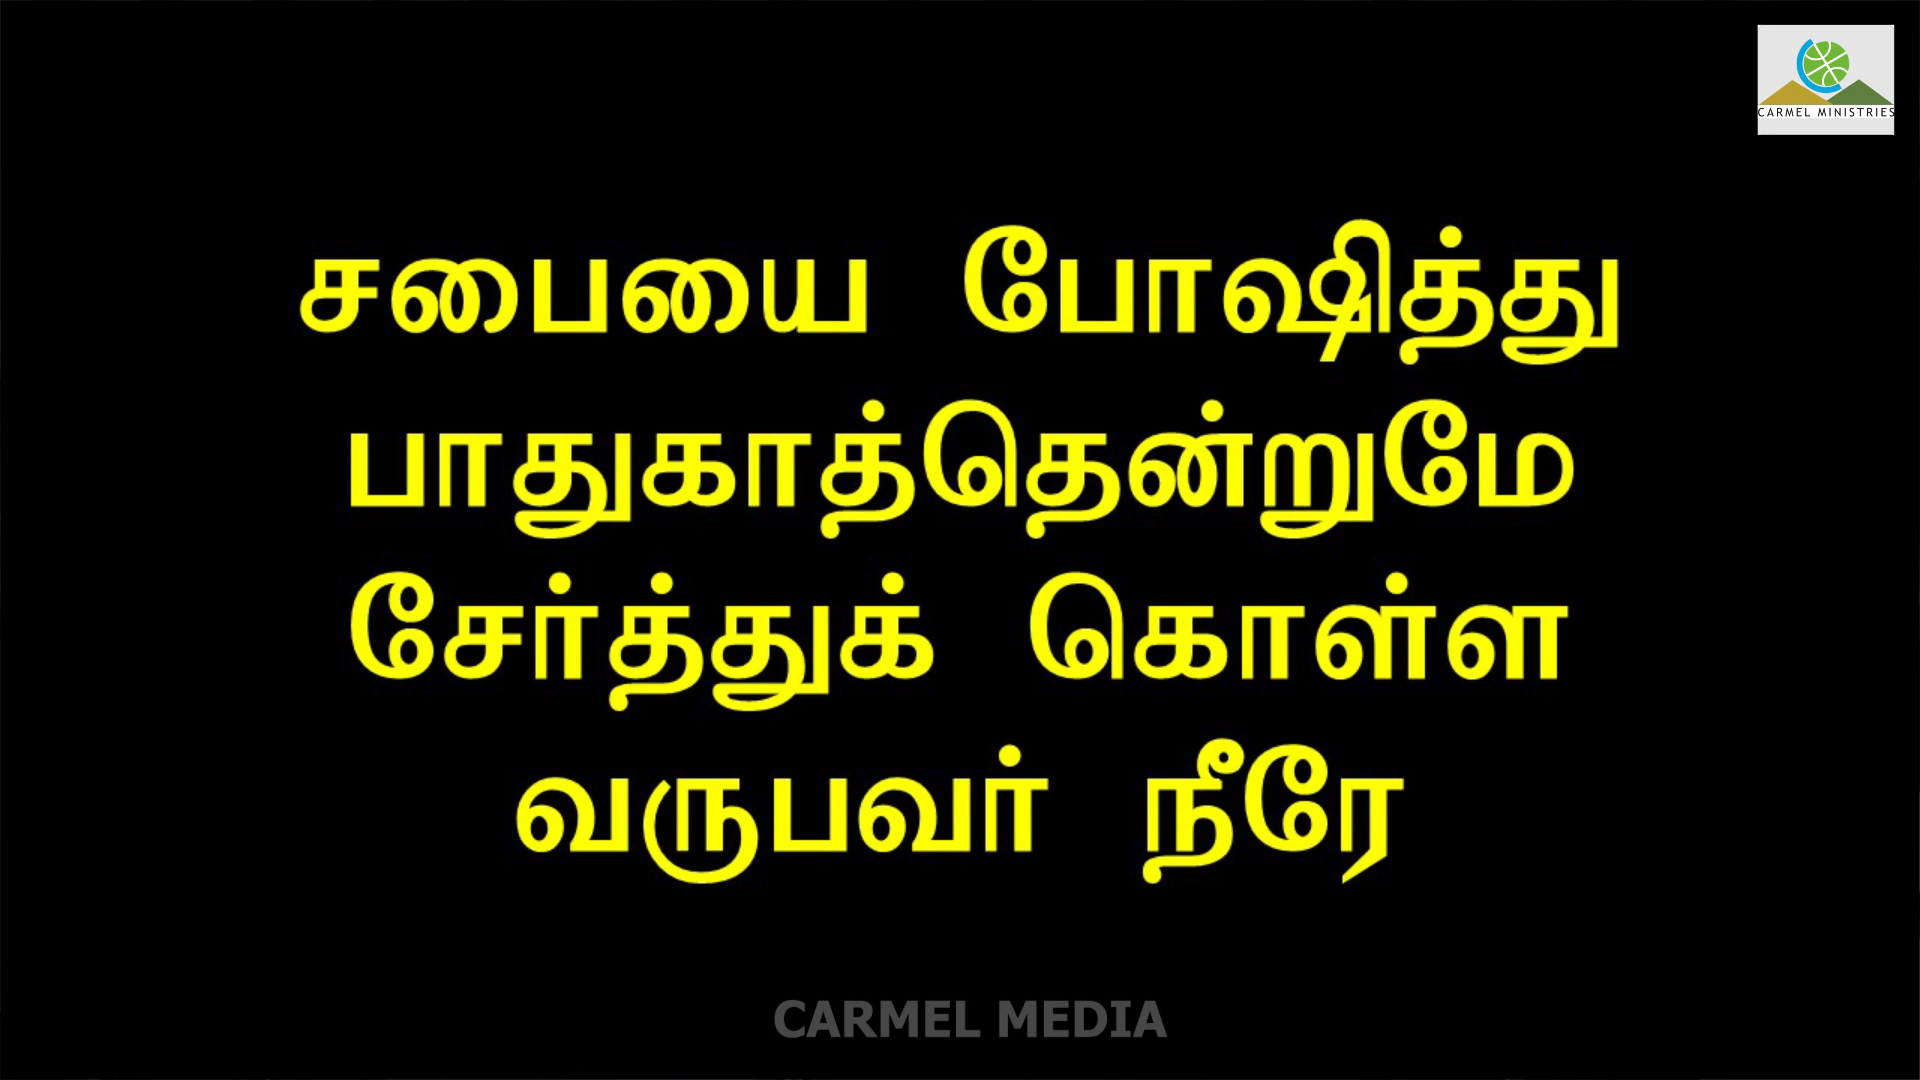 CARMEL MINISTRIES
சபையை போஷித்து
பாதுகாத்தென்றுமே
சேர்த்துக் கொள்ள
வருபவர் நீரே
CARMEL MEDIA